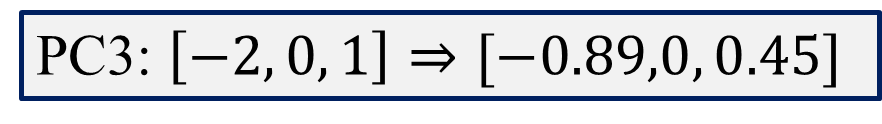 PC3: [−2, 0, 1] ⇒ [−0.89,0, 0.45]